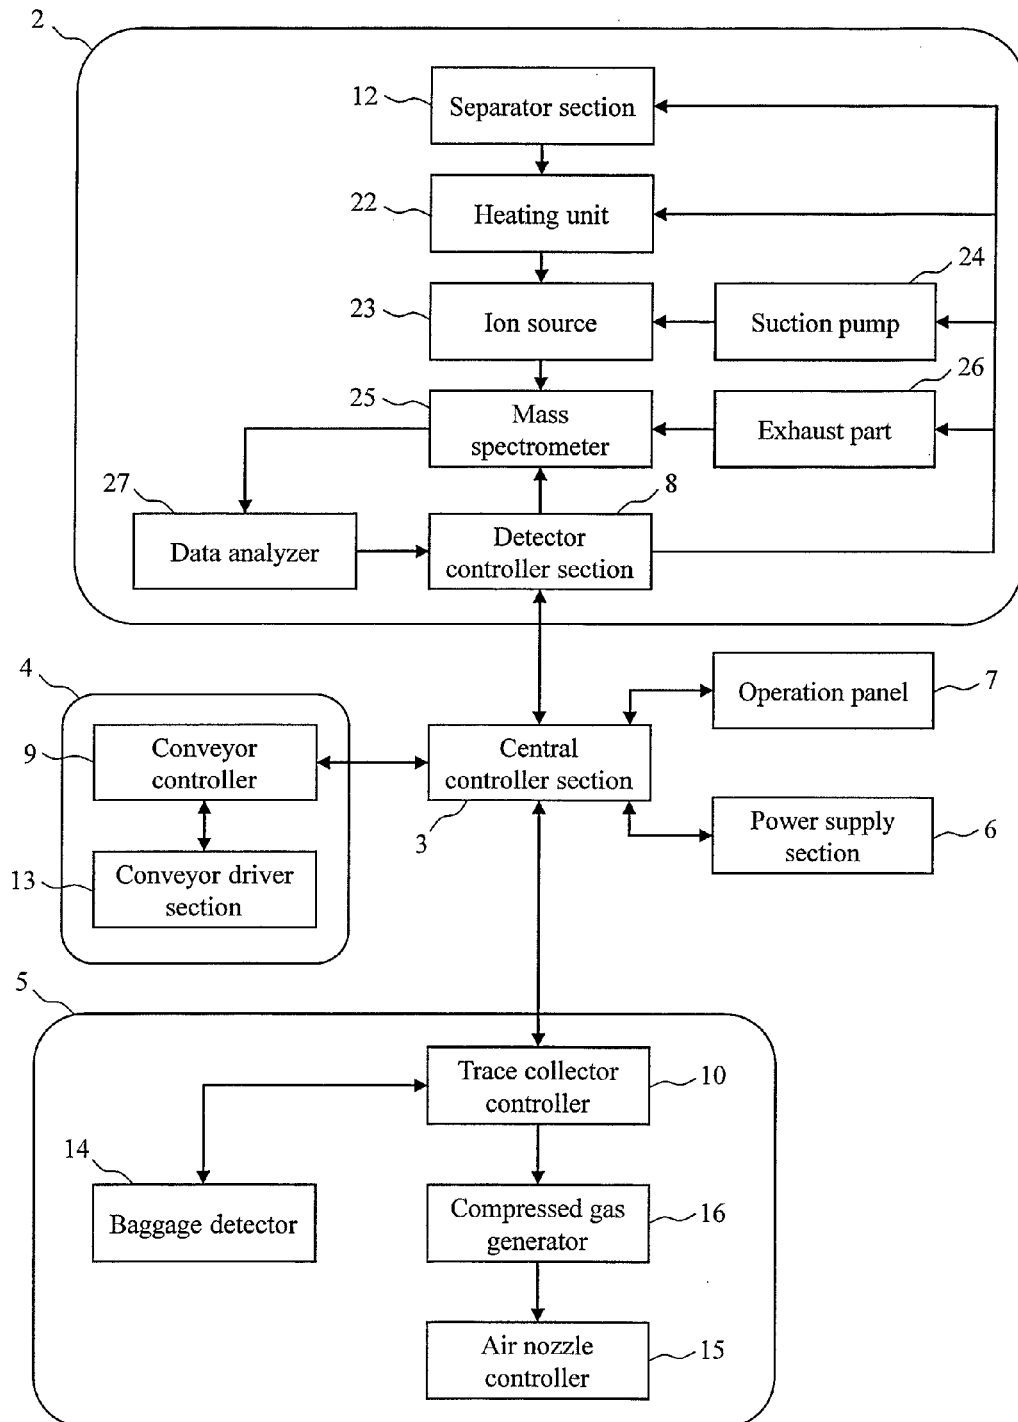 2
12
Separator section
22
Heating unit
24
23
Ion source
Suction pump
26
25
Mass
spectrometer
Exhaust part
27
8
Data analyzer
Detector
controller section
4
Operation panel
7
9
Conveyor
controller
Central
controller section
3
Power supply
section
6
13
Conveyor driver
section
5
Trace collector
controller
10
14
Baggage detector
Compressed gas
generator
16
Air nozzle
controller
15